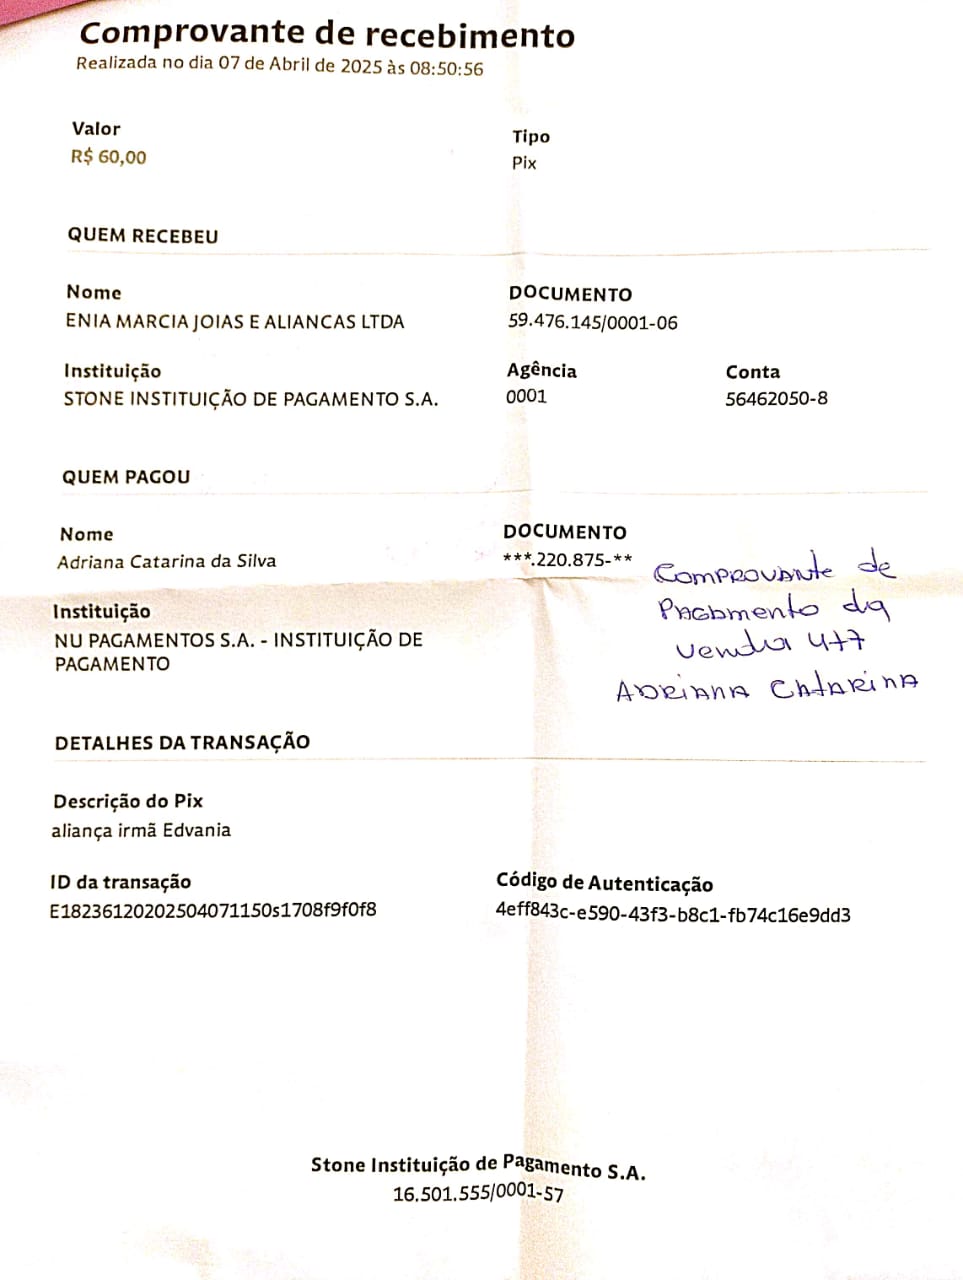 Comprovante de recebimento
Realizada no dia 07 de Abril de 2025 às 08:50:56
Valor
R$ 60,00
Tipo
Pix
QUEM RECEBEU
Nome
ENIA MARCIA JOIAS E ALIANCAS LTDA
DOCUMENTO
59.476.145/0001-06
Instituição
STONE INSTITUIÇÃO DE PAGAMENTO S.A.
Agência
0001
Conta
56462050-8
QUEM PAGOU
Nome
Adriana Catarina da Silva
DOCUMENTO
***.220.875-**
Instituição
NU PAGAMENTOS S.A. - INSTITUIÇÃO DE
PAGAMENTO
Comprovante de
Pagamento da
venda 477
Adriana Catarina
DETALHES DA TRANSAÇÃO
Descrição do Pix
aliança irmã Edvania
ID da transação
E18236120202504071150s1708f9f0f8
Código de Autenticação
4eff843c-e590-43f3-b8c1-fb74c16e9dd3
Stone Instituição de Pagamento S.A.
16.501.555/0001-57